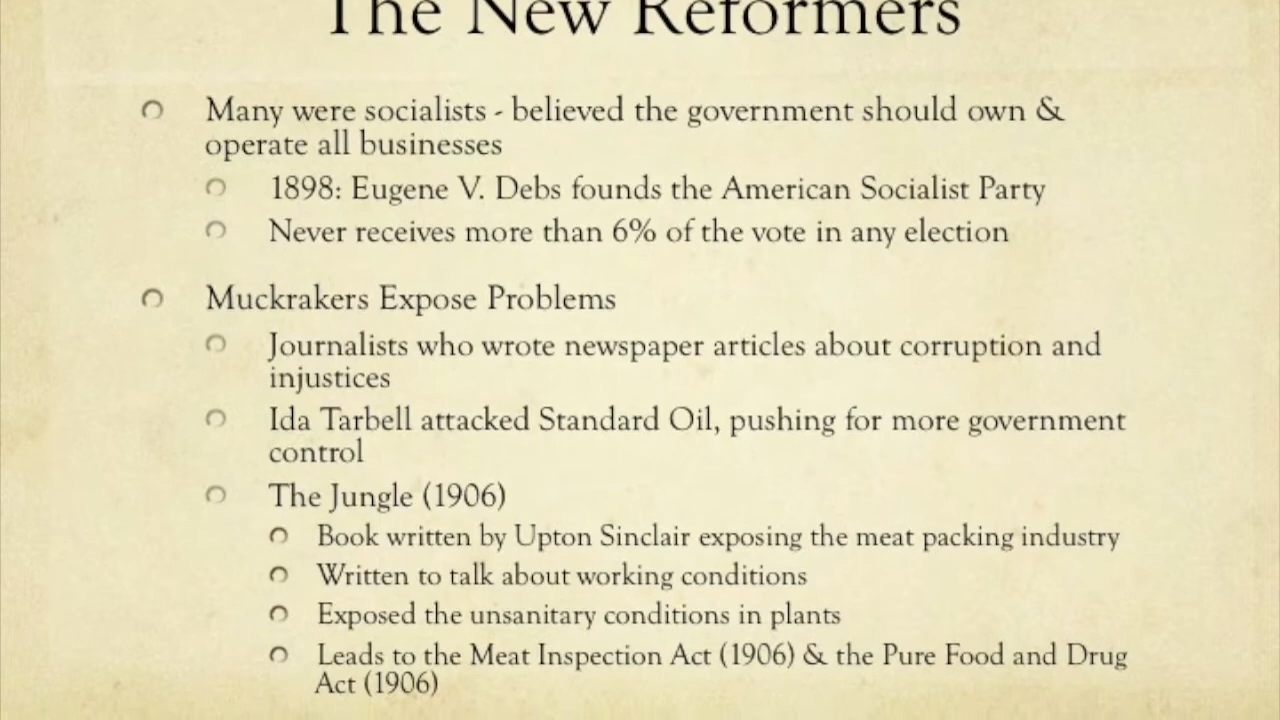 The New Reformers
Many were socialists - believed the government should own &
operate all businesses
1898: Eugene V. Debs founds the American Socialist Party
Never receives more than 6% of the vote in any election
Muckrakers Expose Problems
Journalists who wrote newspaper articles about corruption and
injustices
Ida Tarbell attacked Standard Oil, pushing for more government
control
The Jungle (1906)
Book written by Upton Sinclair exposing the meat packing industry
Written to talk about working conditions
Exposed the unsanitary conditions in plants
Leads to the Meat Inspection Act (1906) & the Pure Food and Drug
Act (1906)